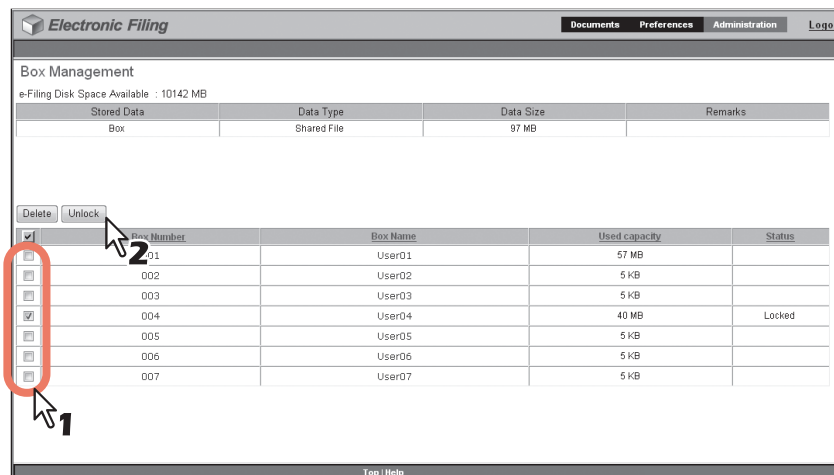 Electronic Filing
Documents Preferences Administration Logo
Box Management
e-Filing Disk Space Available : 10142 MB
Stored Data Data Type Data Size Remarks
Box Shared File 97 MB
Delete Unlock
Box Number Box Name Used capacity Status
001 User01 57 MB
002 User02 5 KB
003 User03 5 KB
004 User04 40 MB Locked
005 User05 5 KB
006 User06 5 KB
007 User07 5 KB
2
1
Top | Help